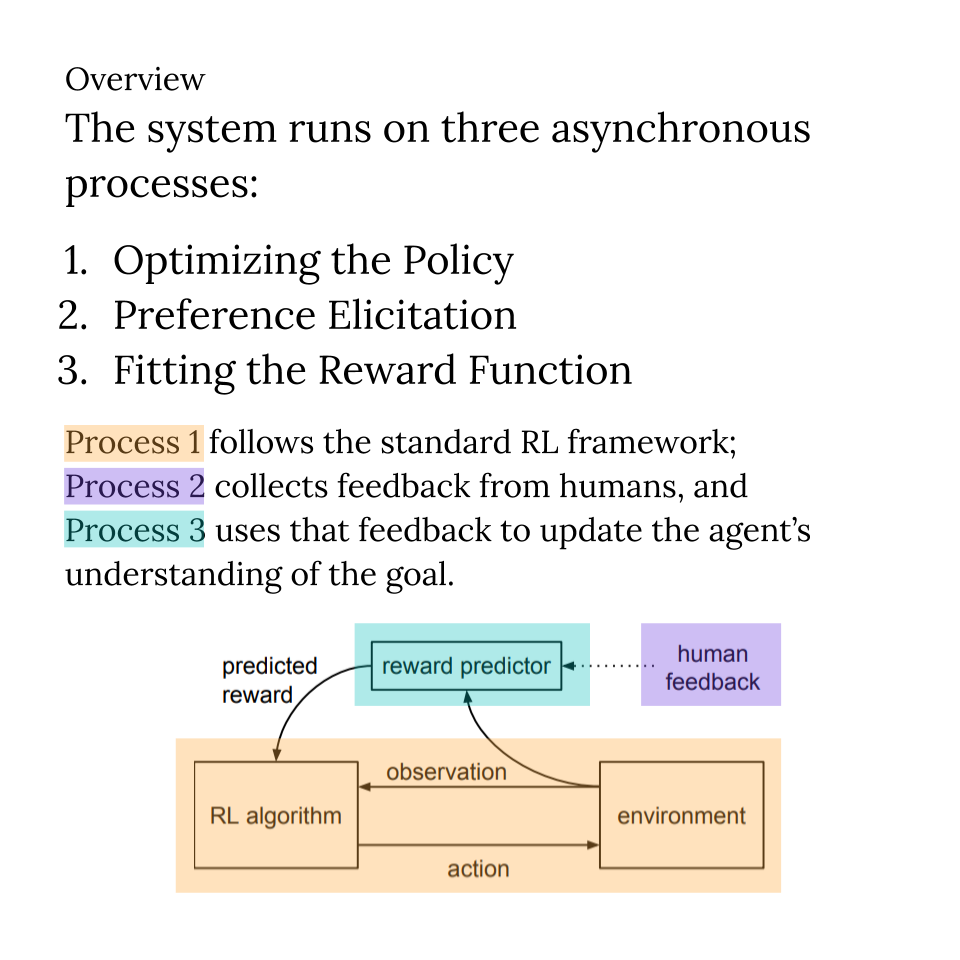 Overview
The system runs on three asynchronous
processes:
1. Optimizing the Policy
2. Preference Elicitation
3. Fitting the Reward Function
Process 1 follows the standard RL framework;
Process 2 collects feedback from humans, and
Process 3 uses that feedback to update the agent’s
understanding of the goal.
predicted
reward
reward predictor
human
feedback
observation
RL algorithm
environment
action